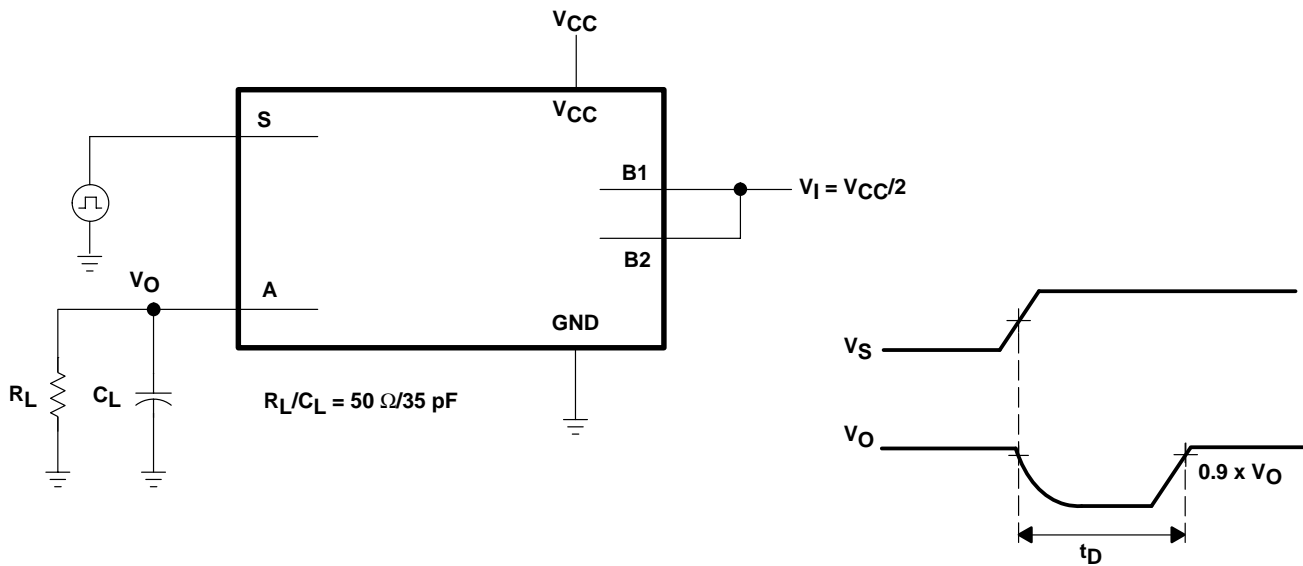 VCC
VCC
S
B1
VI = VCC/2
B2
VO
A
GND
RL
CL
RL/CL = 50 Ω/35 pF
VS
VO
0.9 x VO
tD